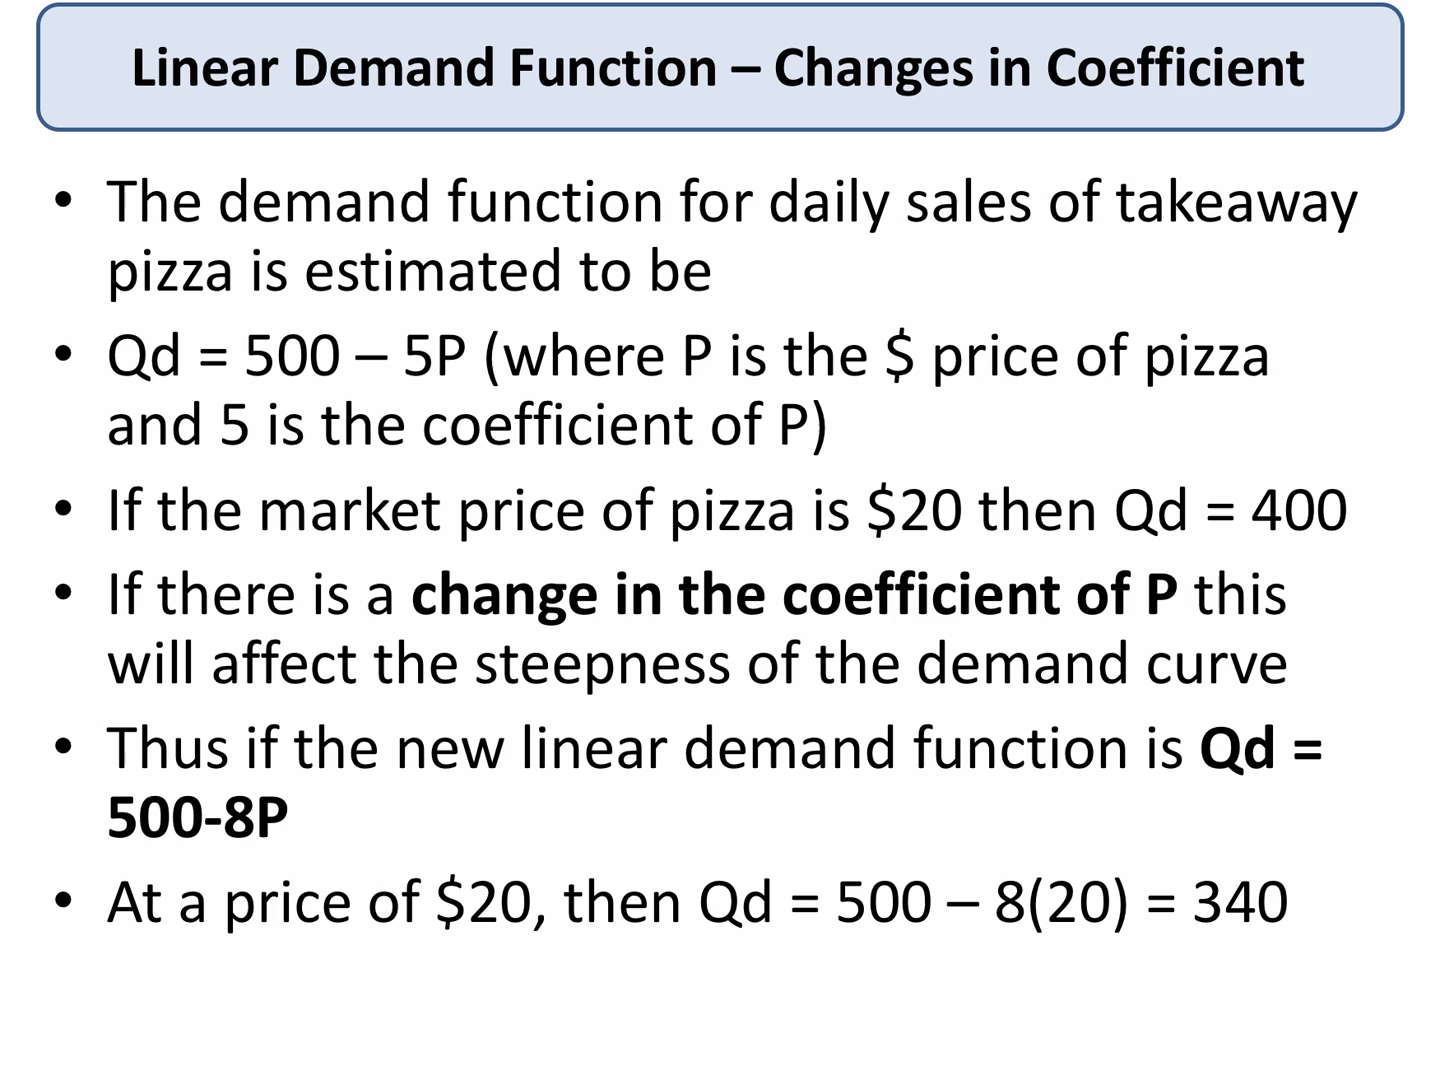 Linear Demand Function – Changes in Coefficient
• The demand function for daily sales of takeaway
pizza is estimated to be
• Qd = 500 – 5P (where P is the $ price of pizza
and 5 is the coefficient of P)
• If the market price of pizza is $20 then Qd = 400
• If there is a change in the coefficient of P this
will affect the steepness of the demand curve
• Thus if the new linear demand function is Qd =
500-8P
• At a price of $20, then Qd = 500 – 8(20) = 340